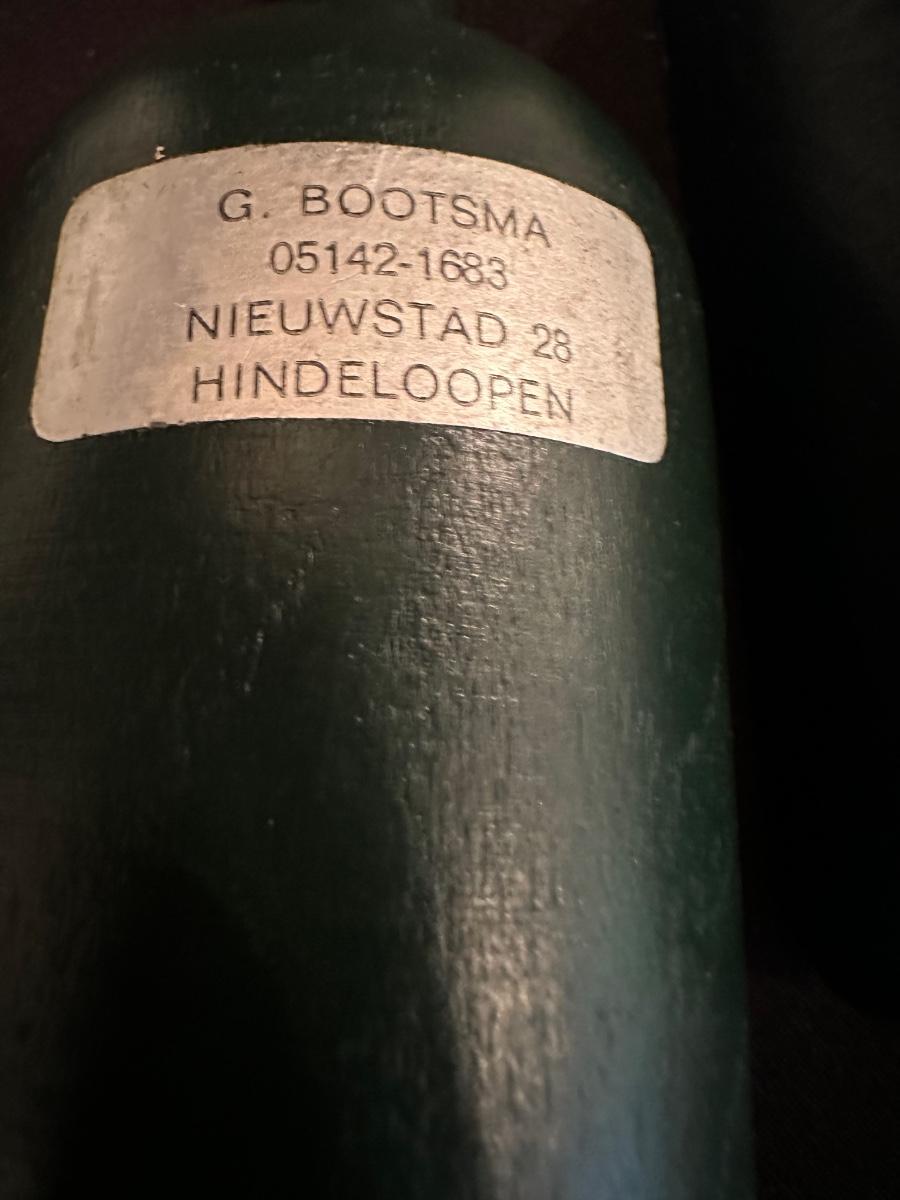 G. BOOTSMA
05142-1683
NIEUWSTAD 28
HINDELOOPEN